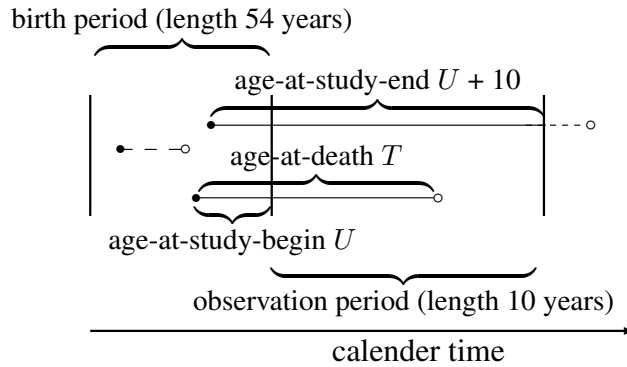 birth period (length 54 years)
age-at-study-end U + 10
age-at-death T
age-at-study-begin U
observation period (length 10 years)
calender time